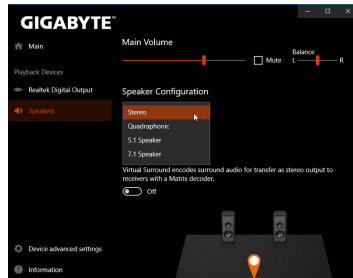 GIGABYTE™
Main
Playback Devices
Realtek Digital Output
Speakers
Device advanced settings
Information
Main Volume
Mute
Balance
L R
Speaker Configuration
Stereo
Quadraphonic
5.1 Speaker
7.1 Speaker
Virtual Surround encodes surround audio for transfer as stereo output to
receivers with a Matrix decoder.
Off